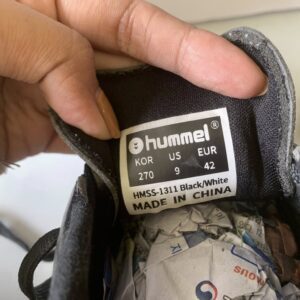 hummel®
KOR US EUR
270 9 42
HMSS-1311 Black/White
MADE IN CHINA